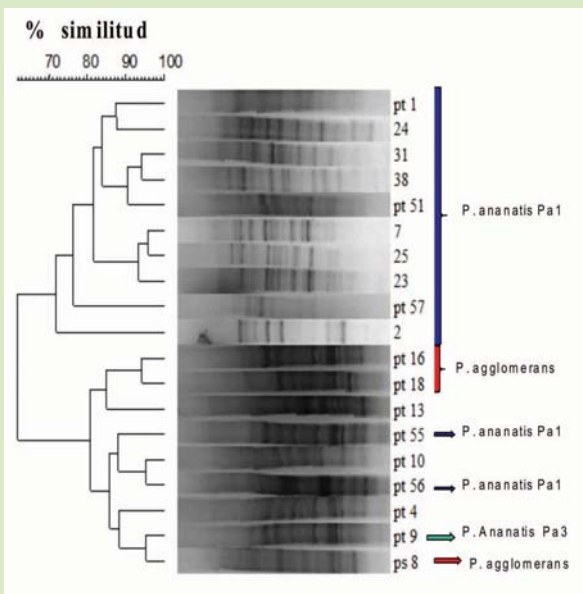 % similitud
70 80 90 100
pt 1
24
31
38
pt 51
P. ananatis Pa1
7
25
23
pt 57
2
pt 16
P. agglomerans
pt 18
pt 13
pt 55 P. ananatis Pa1
pt 10
pt 56 P. ananatis Pa1
pt 4
pt 9 P. Ananatis Pa3
ps 8 P. agglomerans